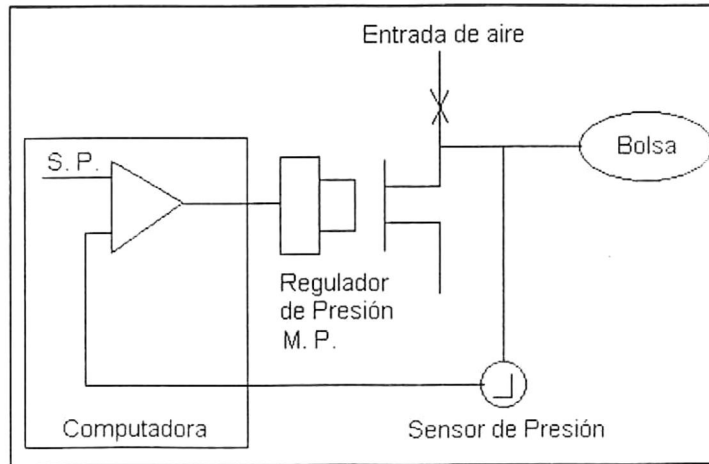 Entrada de aire
S. P.
Bolsa
Regulador
de Presión
M. P.
Computadora
Sensor de Presión